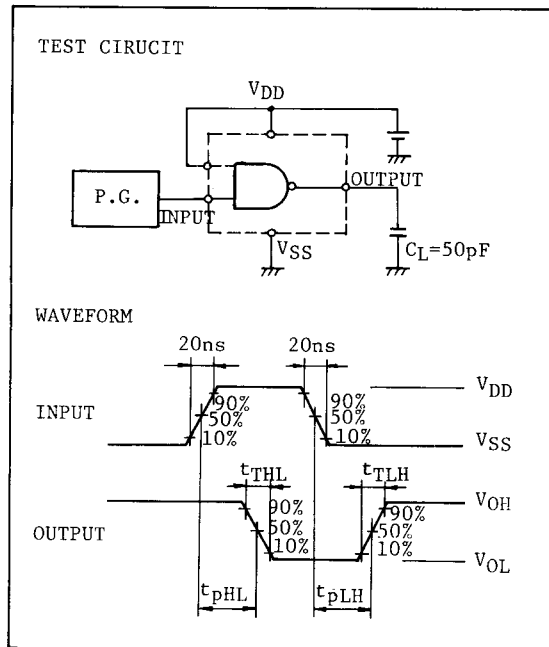 TEST CIRUCIT
VDD
P.G.
INPUT
OUTPUT
VSS
CL=50pF
WAVEFORM
20ns
20ns
INPUT
90%
50%
10%
90%
50%
10%
VDD
VSS
tTHL
tTLH
OUTPUT
90%
50%
10%
90%
50%
10%
VOH
VOL
tpHL
tpLH